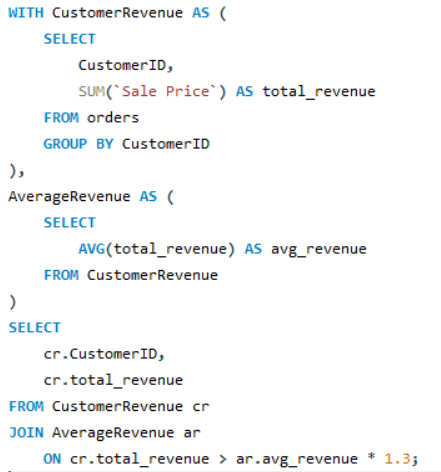 WITH CustomerRevenue AS (
    SELECT
        CustomerID,
        SUM(`Sale Price`) AS total_revenue
    FROM orders
    GROUP BY CustomerID
),
AverageRevenue AS (
    SELECT
        AVG(total_revenue) AS avg_revenue
    FROM CustomerRevenue
)
SELECT
    cr.CustomerID,
    cr.total_revenue
FROM CustomerRevenue cr
JOIN AverageRevenue ar
    ON cr.total_revenue > ar.avg_revenue * 1.3;